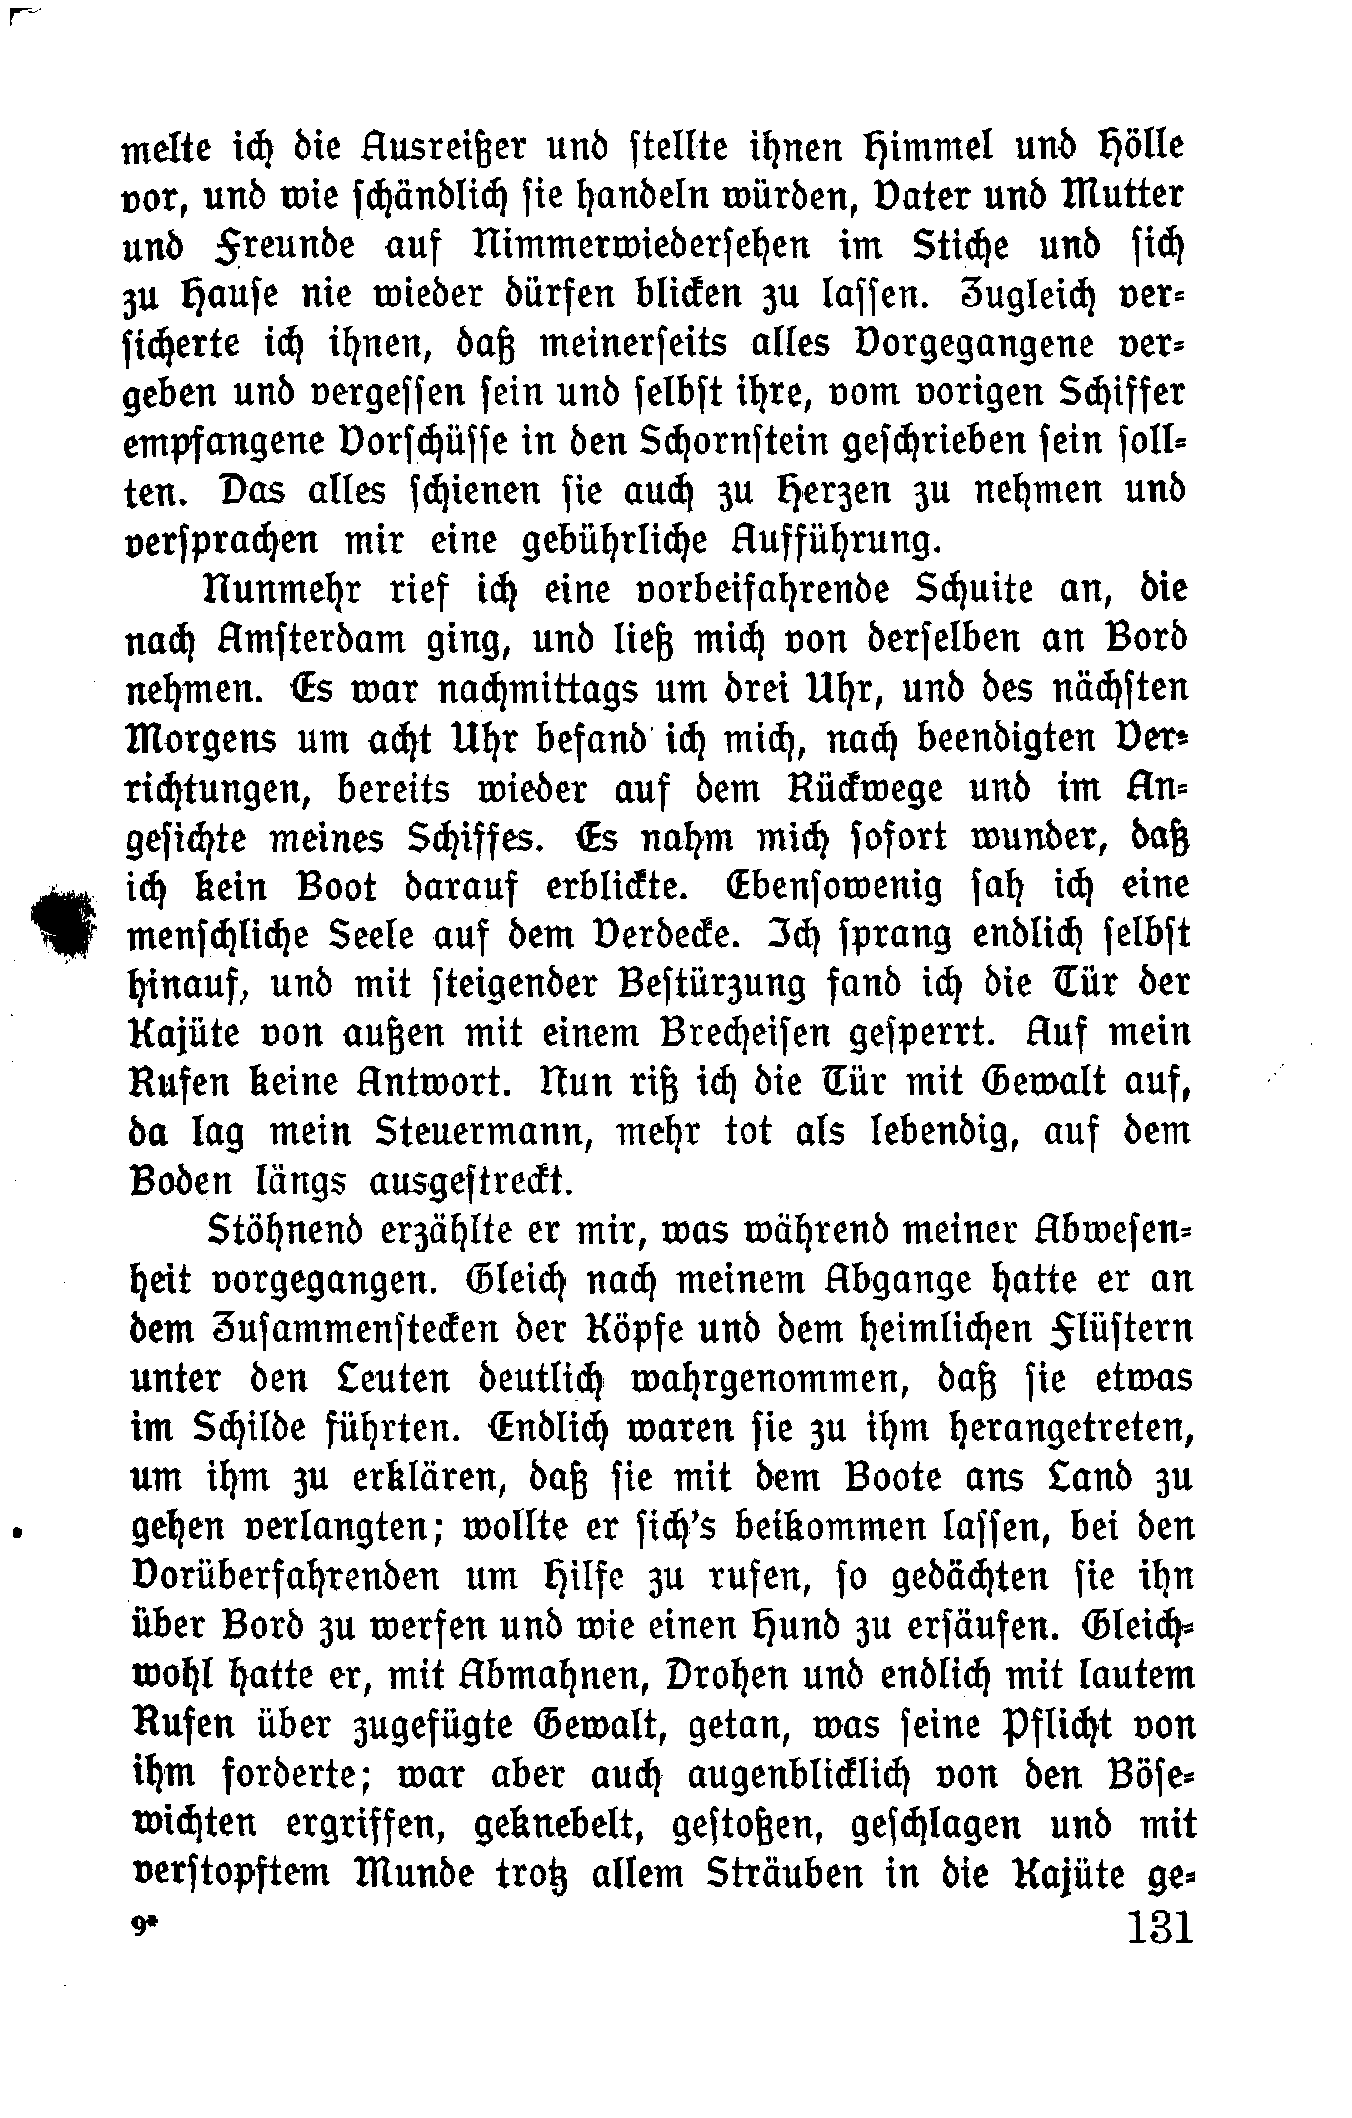 melte ich die Ausreißer und stellte ihnen Himmel und Hölle
vor, und wie schändlich sie handeln würden, Vater und Mutter
und Freunde auf Nimmerwiedersehen im Stiche und sich
zu Hause nie wieder dürfen blicken zu lassen. Zugleich ver-
sicherte ich ihnen, daß meinerseits alles Vorgegangene ver-
geben und vergessen sein und selbst ihre, vom vorigen Schiffer
empfangene Vorschüsse in den Schornstein geschrieben sein soll-
ten. Das alles schienen sie auch zu Herzen zu nehmen und
versprachen mir eine gebührliche Aufführung.
Nunmehr rief ich eine vorbeifahrende Schuite an, die
nach Amsterdam ging, und ließ mich von derselben an Bord
nehmen. Es war nachmittags um drei Uhr, und des nächsten
Morgens um acht Uhr befand ich mich, nach beendigten Ver-
richtungen, bereits wieder auf dem Rückwege und im An-
gesichte meines Schiffes. Es nahm mich sofort wunder, daß
ich kein Boot darauf erblickte. Ebensowenig sah ich eine
menschliche Seele auf dem Verdecke. Ich sprang endlich selbst
hinauf, und mit steigender Bestürzung fand ich die Tür der
Kajüte von außen mit einem Brecheisen gesperrt. Auf mein
Rufen keine Antwort. Nun riß ich die Tür mit Gewalt auf,
da lag mein Steuermann, mehr tot als lebendig, auf dem
Boden längs ausgestreckt.
Stöhnend erzählte er mir, was während meiner Abwesen-
heit vorgegangen. Gleich nach meinem Abgange hatte er an
dem Zusammenstecken der Köpfe und dem heimlichen Flüstern
unter den Leuten deutlich wahrgenommen, daß sie etwas
im Schilde führten. Endlich waren sie zu ihm herangetreten,
um ihm zu erklären, daß sie mit dem Boote ans Land zu
gehen verlangten; wollte er sich's beikommen lassen, bei den
Vorüberfahrenden um Hilfe zu rufen, so gedächten sie ihn
über Bord zu werfen und wie einen Hund zu ersäufen. Gleich-
wohl hatte er, mit Abmahnen, Drohen und endlich mit lautem
Rufen über zugefügte Gewalt, getan, was seine Pflicht von
ihm forderte; war aber auch augenblicklich von den Böse-
wichten ergriffen, geknebelt, gestoßen, geschlagen und mit
verstopftem Munde trotz allem Sträuben in die Kajüte ge-
9*
131